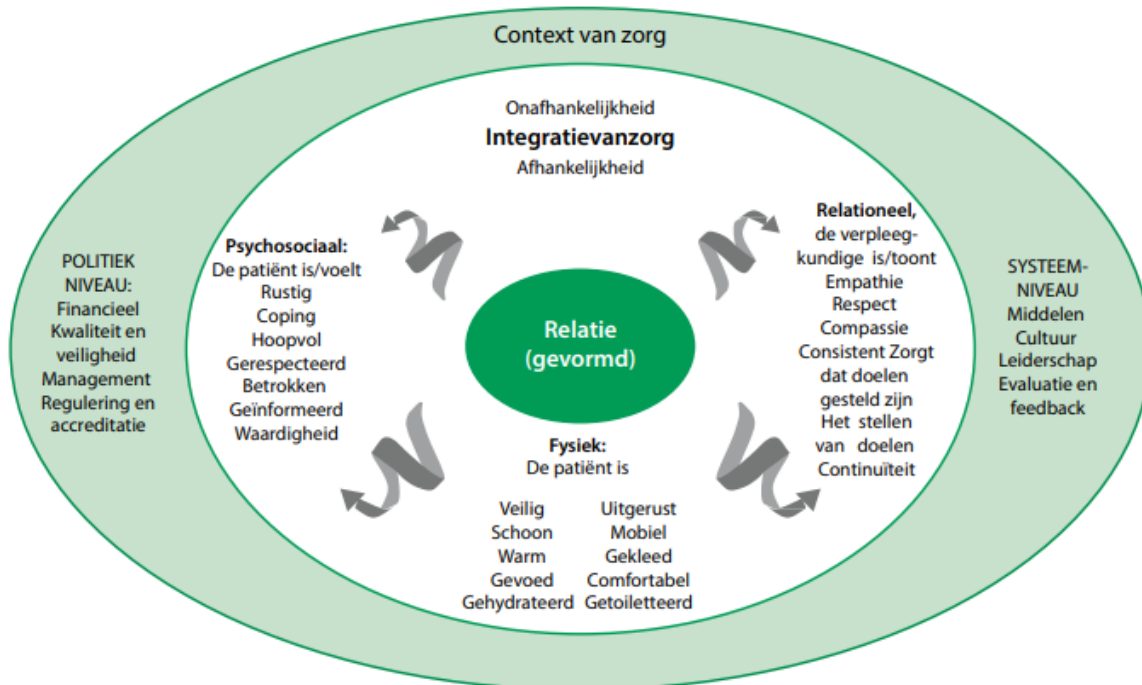 Context van zorg
Onafhankelijkheid
Integratievanzorg
Afhankelijkheid
POLITIEK
NIVEAU:
Financieel
Kwaliteit en
veiligheid
Management
Regulering en
accreditatie
Psychosociaal:
De patiënt is/voelt
Rustig
Coping
Hoopvol
Gerespecteerd
Betrokken
Geïnformeerd
Waardigheid
Relatie
(gevormd)
Relationeel,
de verpleeg-
kundige is/toont
Empathie
Respect
Compassie
Consistent Zorgt
dat doelen
gesteld zijn
Het stellen
van doelen
Continuïteit
SYSTEEM-
NIVEAU
Middelen
Cultuur
Leiderschap
Evaluatie en
feedback
Fysiek:
De patiënt is
Veilig Uitgerust
Schoon Mobiel
Warm Gekleed
Gevoed Comfortabel
Gehydrateerd Getoiletteerd